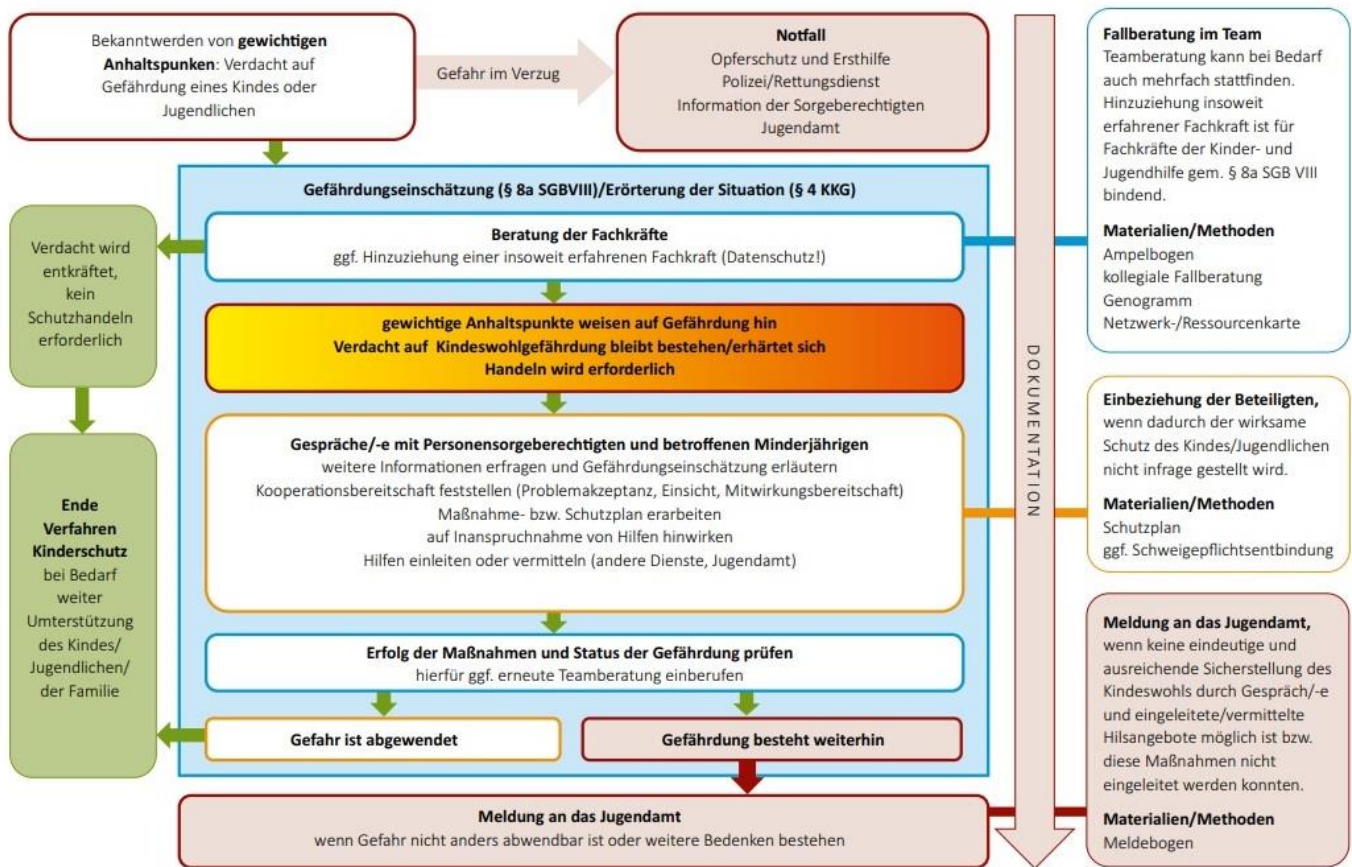 Bekanntwerden von gewichtigen
Anhaltspunken: Verdacht auf
Gefährdung eines Kindes oder
Jugendlichen
Gefahr im Verzug
Notfall
Opferschutz und Ersthilfe
Polizei/Rettungsdienst
Information der Sorgeberechtigten
Jugendamt
Gefährdungseinschätzung (§ 8a SGBVIII)/Erörterung der Situation (§ 4 KKG)
Beratung der Fachkräfte
ggf. Hinzuziehung einer insoweit erfahrenen Fachkraft (Datenschutz!)
gewichtige Anhaltspunkte weisen auf Gefährdung hin
Verdacht auf Kindeswohlgefährdung bleibt bestehen/erhärtet sich
Handeln wird erforderlich
Gespräche/-e mit Personensorgeberechtigten und betroffenen Minderjährigen
weitere Informationen erfragen und Gefährdungseinschätzung erläutern
Kooperationsbereitschaft feststellen (Problemakzeptanz, Einsicht, Mitwirkungsbereitschaft)
Maßnahme- bzw. Schutzplan erarbeiten
auf Inanspruchnahme von Hilfen hinwirken
Hilfen einleiten oder vermitteln (andere Dienste, Jugendamt)
Erfolg der Maßnahmen und Status der Gefährdung prüfen
hierfür ggf. erneute Teamberatung einberufen
Gefahr ist abgewendet
Gefährdung besteht weiterhin
Meldung an das Jugendamt
wenn Gefahr nicht anders abwendbar ist oder weitere Bedenken bestehen
Verdacht wird
entkräftet,
kein
Schutzhandeln
erforderlich
Ende
Verfahren
Kinderschutz
bei Bedarf
weiter
Umterstützung
des Kindes/
Jugendlichen/
der Familie
DOKUMENTATION
Fallberatung im Team
Teamberatung kann bei Bedarf
auch mehrfach stattfinden.
Hinzuziehung insoweit
erfahrener Fachkraft ist für
Fachkräfte der Kinder- und
Jugendhilfe gem. § 8a SGB VIII
bindend.
Materialien/Methoden
Ampelbogen
kollegiale Fallberatung
Genogramm
Netzwerk-/Ressourcenkarte
Einbeziehung der Beteiligten,
wenn dadurch der wirksame
Schutz des Kindes/Jugendlichen
nicht infrage gestellt wird.
Materialien/Methoden
Schutzplan
ggf. Schweigepflichtsentbindung
Meldung an das Jugendamt,
wenn keine eindeutige und
ausreichende Sicherstellung des
Kindeswohls durch Gespräch/-e
und eingeleitete/vermittelte
Hilsangebote möglich ist bzw.
diese Maßnahmen nicht
eingeleitet werden konnten.
Materialien/Methoden
Meldebogen